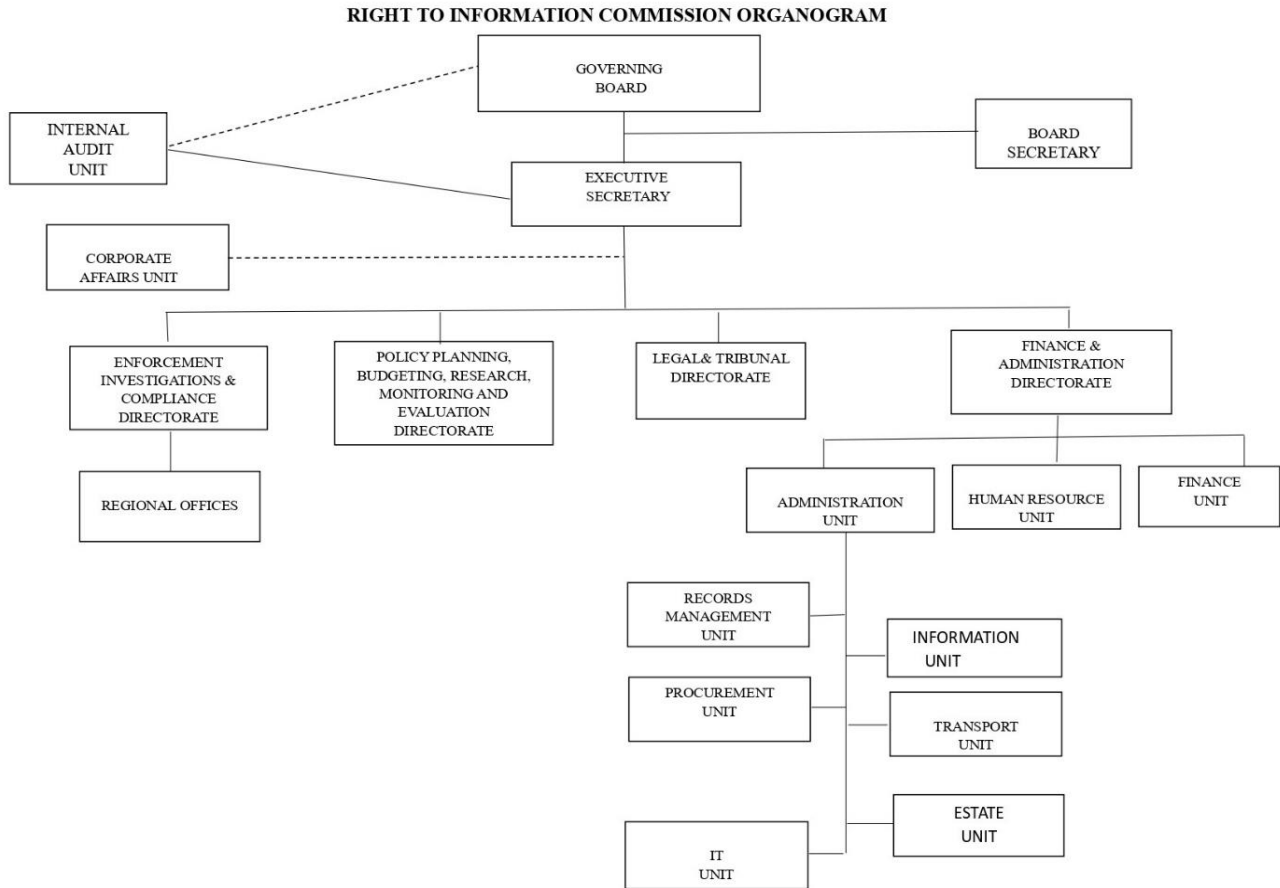 RIGHT TO INFORMATION COMMISSION ORGANOGRAM
GOVERNING
BOARD
INTERNAL
AUDIT
UNIT
BOARD
SECRETARY
EXECUTIVE
SECRETARY
CORPORATE
AFFAIRS UNIT
ENFORCEMENT
INVESTIGATIONS &
COMPLIANCE
DIRECTORATE
POLICY PLANNING,
BUDGETING, RESEARCH,
MONITORING AND
EVALUATION
DIRECTORATE
LEGAL& TRIBUNAL
DIRECTORATE
FINANCE &
ADMINISTRATION
DIRECTORATE
REGIONAL OFFICES
ADMINISTRATION
UNIT
HUMAN RESOURCE
UNIT
FINANCE
UNIT
RECORDS
MANAGEMENT
UNIT
INFORMATION
UNIT
PROCUREMENT
UNIT
TRANSPORT
UNIT
ESTATE
UNIT
IT
UNIT